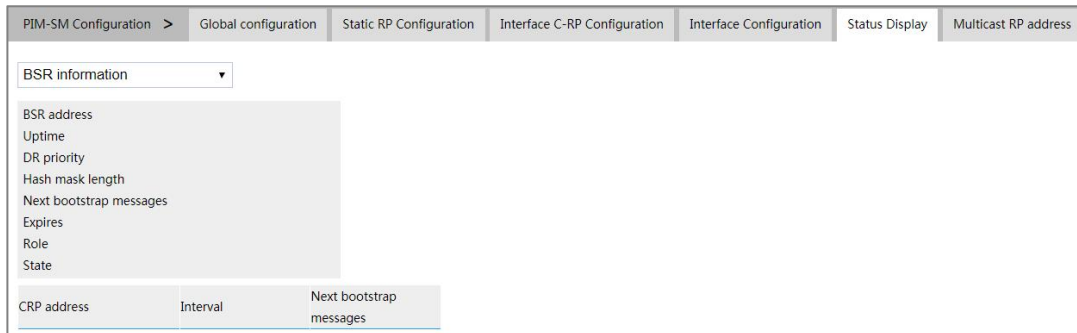 PIM-SM Configuration > Global configuration Static RP Configuration Interface C-RP Configuration Interface Configuration Status Display Multicast RP address
BSR information
BSR address
Uptime
DR priority
Hash mask length
Next bootstrap messages
Expires
Role
State
CRP address Interval Next bootstrap
messages